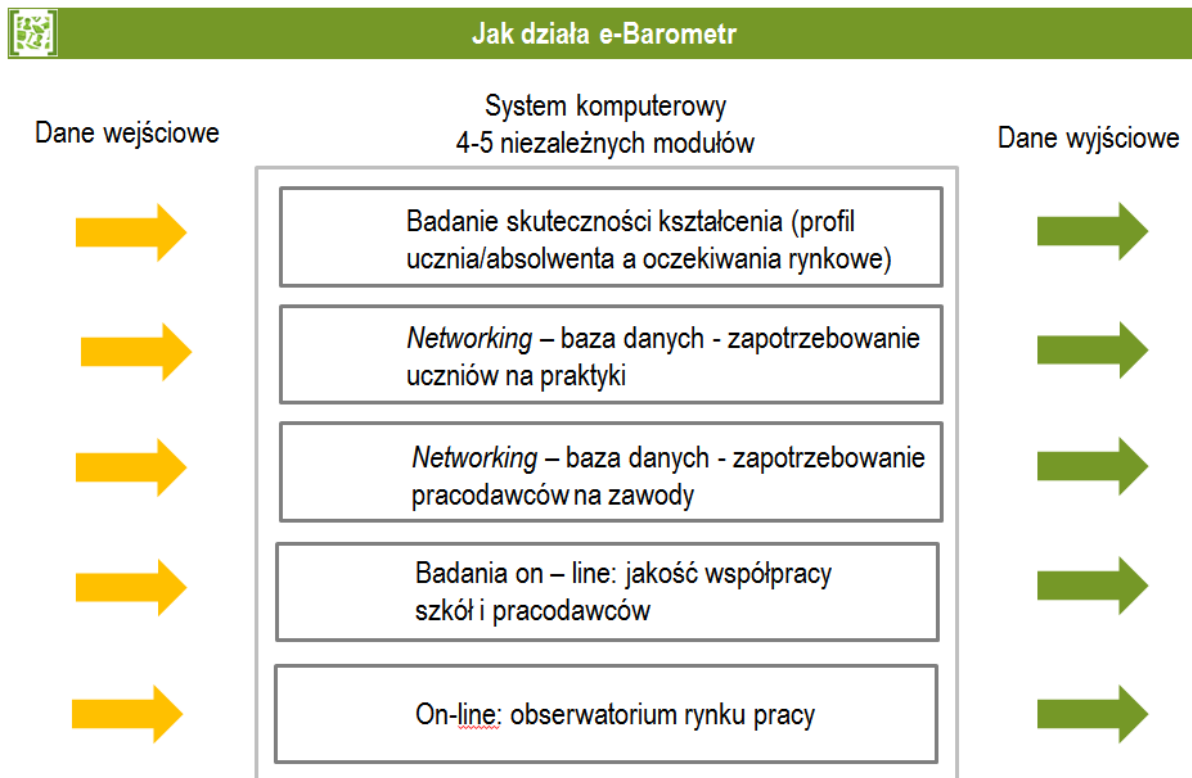 Jak działa e-Barometr
System komputerowy
4-5 niezależnych modułów
Dane wejściowe
Dane wyjściowe
Badanie skuteczności kształcenia (profil
ucznia/absolwenta a oczekiwania rynkowe)
Networking – baza danych - zapotrzebowanie
uczniów na praktyki
Networking – baza danych - zapotrzebowanie
pracodawców na zawody
Badania on – line: jakość współpracy
szkół i pracodawców
On-line: obserwatorium rynku pracy